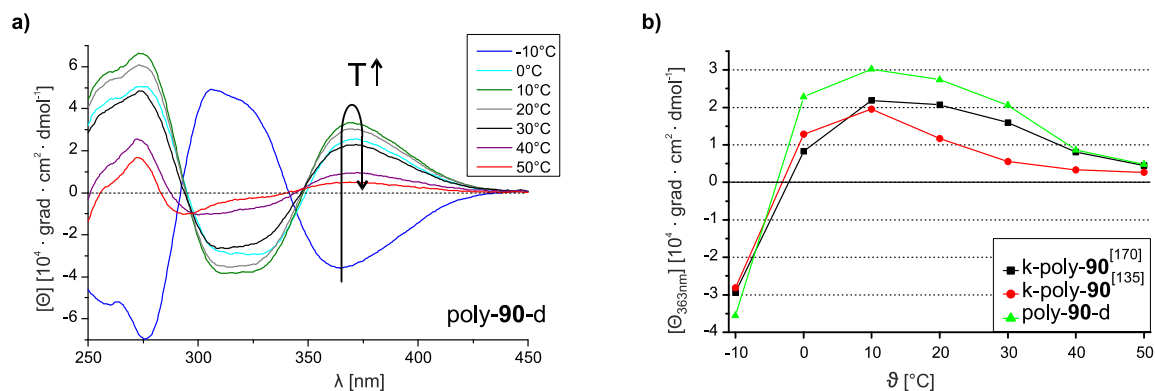 a)
[Θ] [10⁴ · grad · cm² · dmol⁻¹]
6
4
2
0
-2
-4
-6
T↑
-10°C
0°C
10°C
20°C
30°C
40°C
50°C
poly-90-d
250 300 350 400 450
λ [nm]
b)
[Θ363nm] [10⁴ · grad · cm² · dmol⁻¹]
3
2
1
0
-1
-2
-3
-4
k-poly-90[170]
k-poly-90[135]
poly-90-d
-10 0 10 20 30 40 50
ϑ [°C]